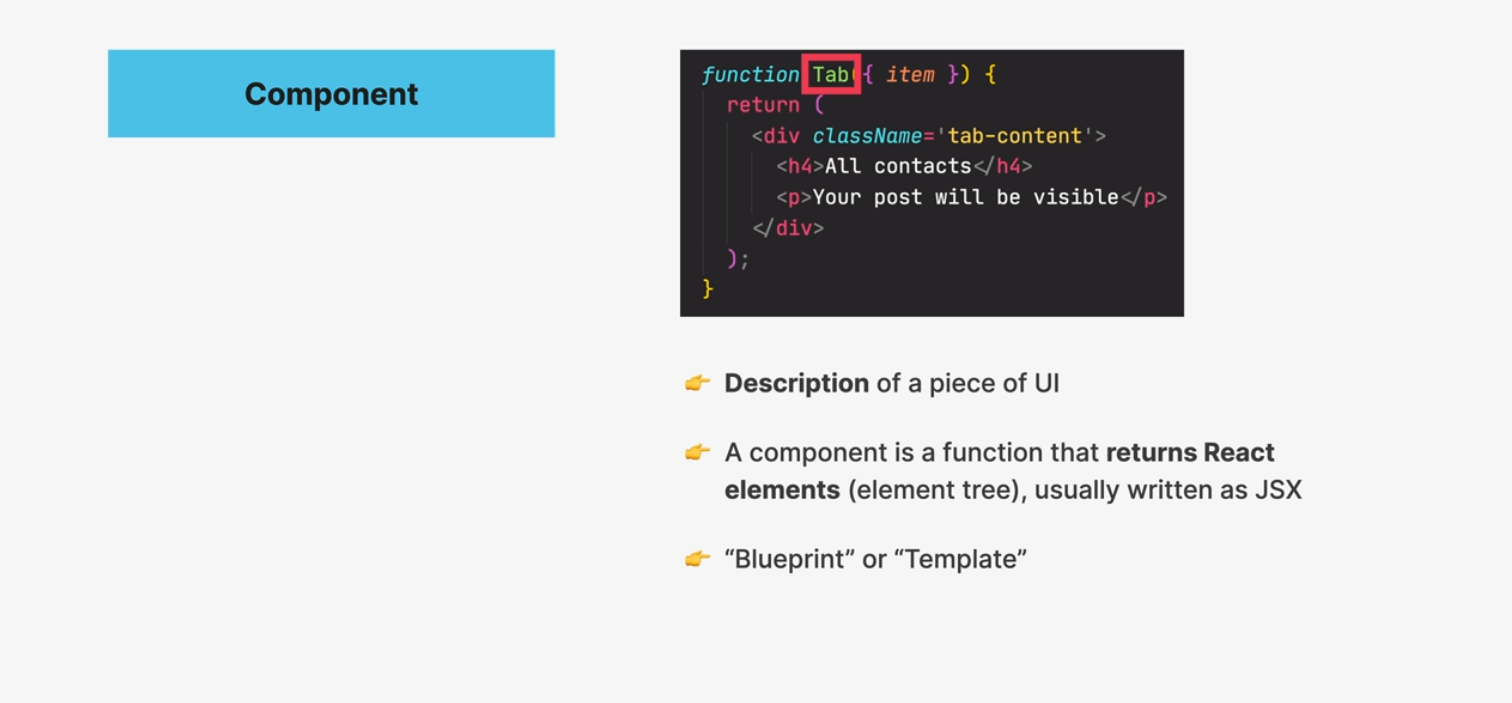 Component
function Tab({ item }) {
return (
<div className='tab-content'>
<h4>All contacts</h4>
<p>Your post will be visible</p>
</div>
);
}
👉 Description of a piece of UI
👉 A component is a function that returns React
elements (element tree), usually written as JSX
👉 “Blueprint” or “Template”